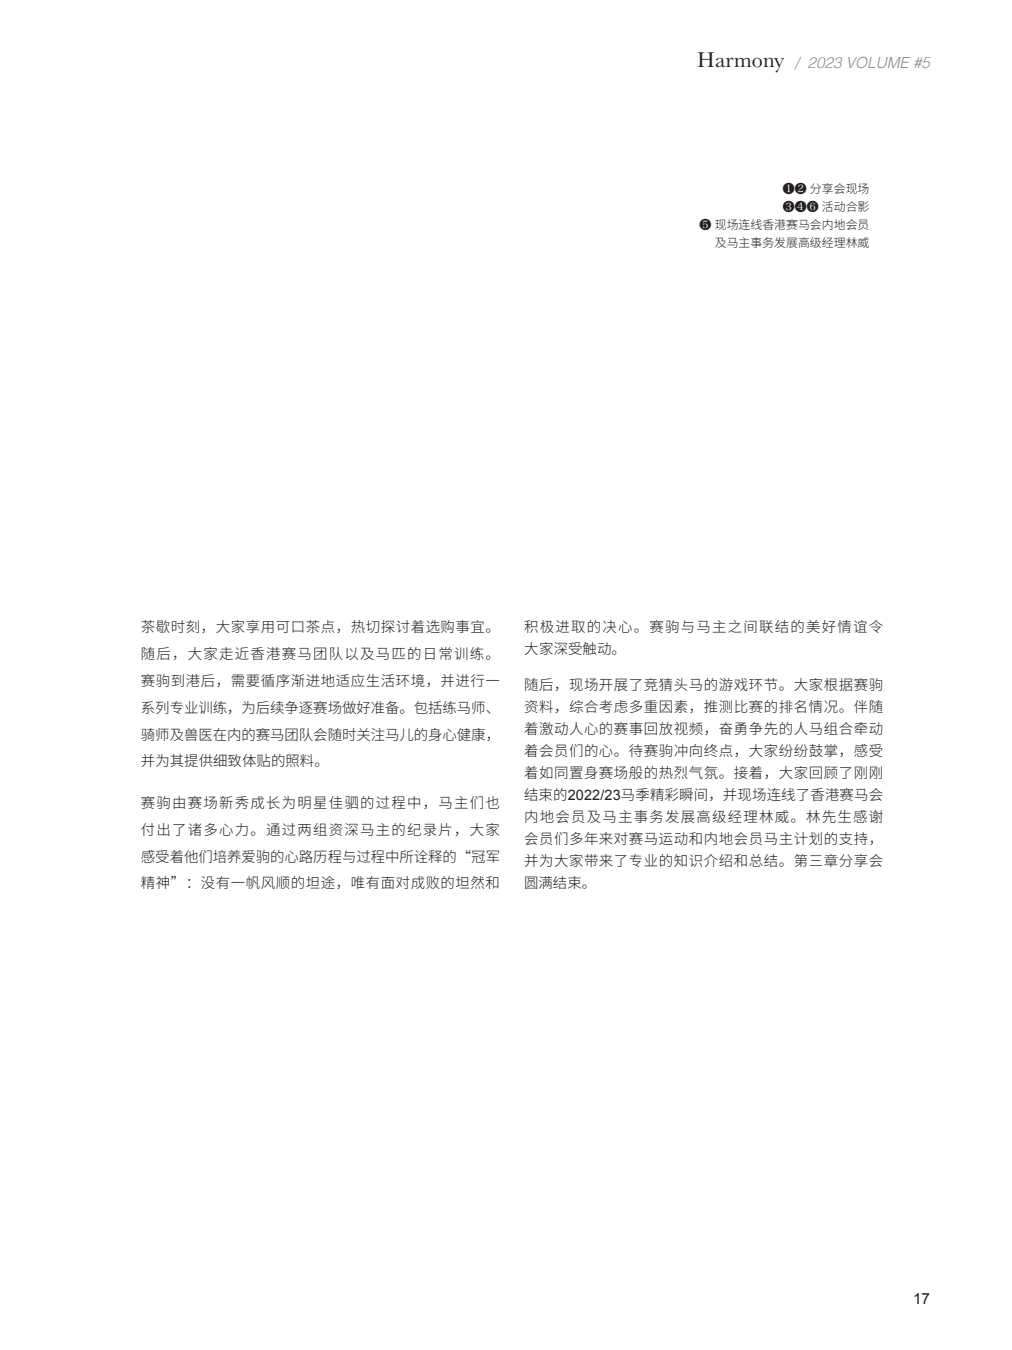 Harmony / 2023 VOLUME #5
❶❷ 分享会现场
❸❹❻ 活动合影
❺ 现场连线香港赛马会内地会员
及马主事务发展高级经理林威
茶歇时刻，大家享用可口茶点，热切探讨着选购事宜。
随后，大家走近香港赛马团队以及马匹的日常训练。
赛驹到港后，需要循序渐进地适应生活环境，并进行一
系列专业训练，为后续争逐赛场做好准备。包括练马师、
骑师及兽医在内的赛马团队会随时关注马儿的身心健康，
并为其提供细致体贴的照料。
赛驹由赛场新秀成长为明星佳驷的过程中，马主们也
付出了诸多心力。通过两组资深马主的纪录片，大家
感受着他们培养爱驹的心路历程与过程中所诠释的“冠军
精神”：没有一帆风顺的坦途，唯有面对成败的坦然和
积极进取的决心。赛驹与马主之间联结的美好情谊令
大家深受触动。
随后，现场开展了竞猜头马的游戏环节。大家根据赛驹
资料，综合考虑多重因素，推测比赛的排名情况。伴随
着激动人心的赛事回放视频，奋勇争先的人马组合牵动
着会员们的心。待赛驹冲向终点，大家纷纷鼓掌，感受
着如同置身赛场般的热烈气氛。接着，大家回顾了刚刚
结束的2022/23马季精彩瞬间，并现场连线了香港赛马会
内地会员及马主事务发展高级经理林威。林先生感谢
会员们多年来对赛马运动和内地会员马主计划的支持，
并为大家带来了专业的知识介绍和总结。第三章分享会
圆满结束。
17